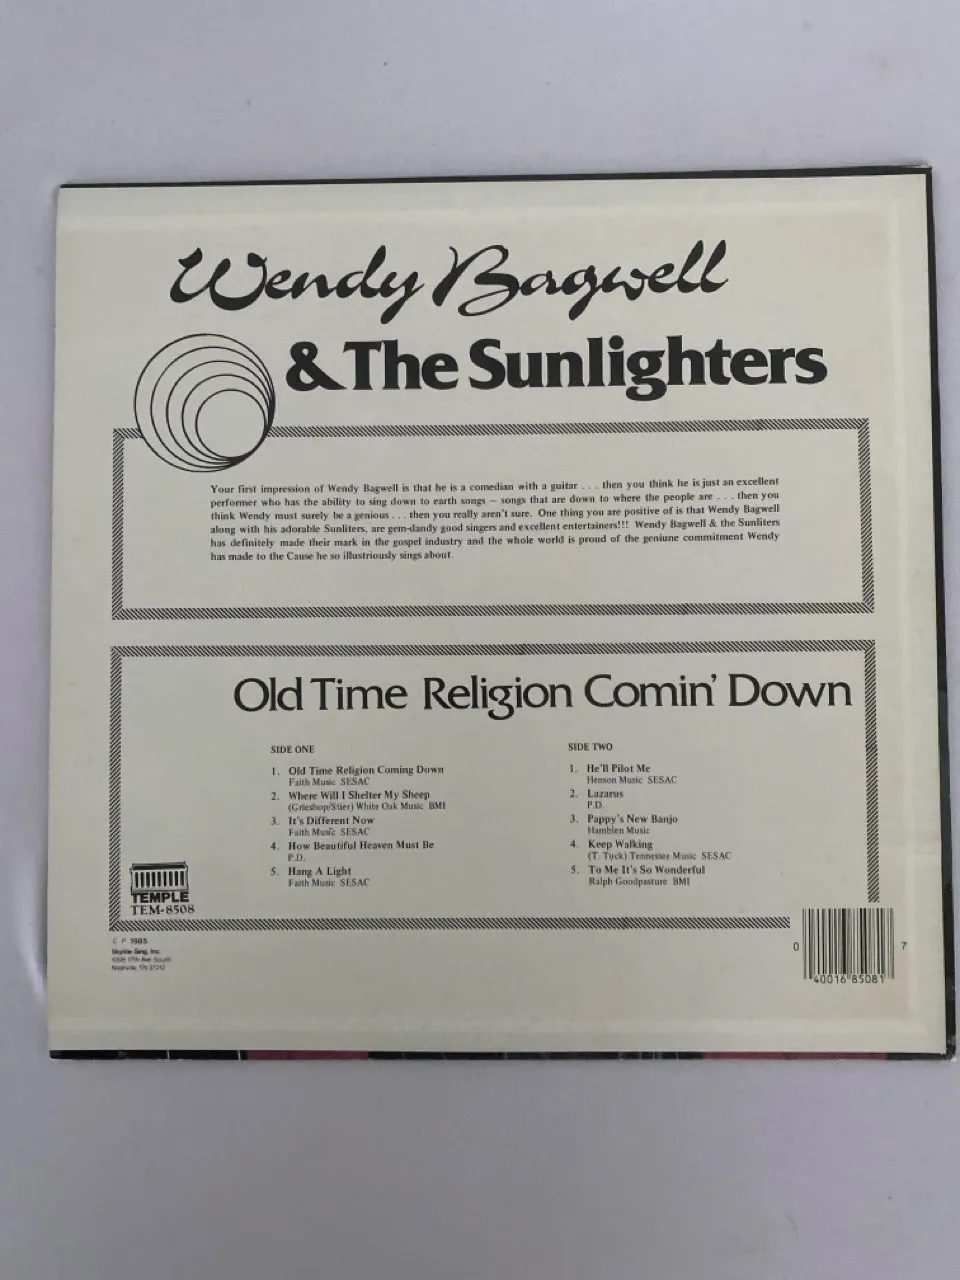 Wendy Bagwell
& The Sunlighters
Your first impression of Wendy Bagwell is that he is a comedian with a guitar . . . then you think he is just an excellent
performer who has the ability to sing down to earth songs – songs that are down to where the people are . . . then you
think Wendy must surely be a genious . . . then you really aren't sure. One thing you are positive of is that Wendy Bagwell
along with his adorable Sunliters, are gem-dandy good singers and excellent entertainers!!! Wendy Bagwell & the Sunliters
has definitely made their mark in the gospel industry and the whole world is proud of the geniune commitment Wendy
has made to the Cause he so illustriously sings about.
Old Time Religion Comin' Down
SIDE ONE
1. Old Time Religion Coming Down
Faith Music SESAC
2. Where Will I Shelter My Sheep
(Grieshop/Stier) White Oak Music BMI
3. It's Different Now
Faith Music SESAC
4. How Beautiful Heaven Must Be
P.D.
5. Hang A Light
Faith Music SESAC
SIDE TWO
1. He'll Pilot Me
Henson Music SESAC
2. Lazarus
P.D.
3. Pappy's New Banjo
Hamblen Music
4. Keep Walking
(T. Tuck) Tennessee Music SESAC
5. To Me It's So Wonderful
Ralph Goodpasture BMI
TEMPLE
TEM-8508
C P 1985
Skylite-Sing, Inc.
17th Ave South
Nashville TN 37212
0 40016 85081 7